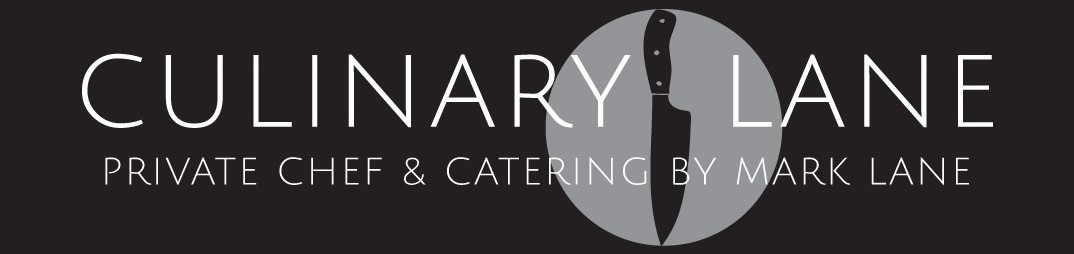 CULINARY LANE
PRIVATE CHEF & CATERING BY MARK LANE